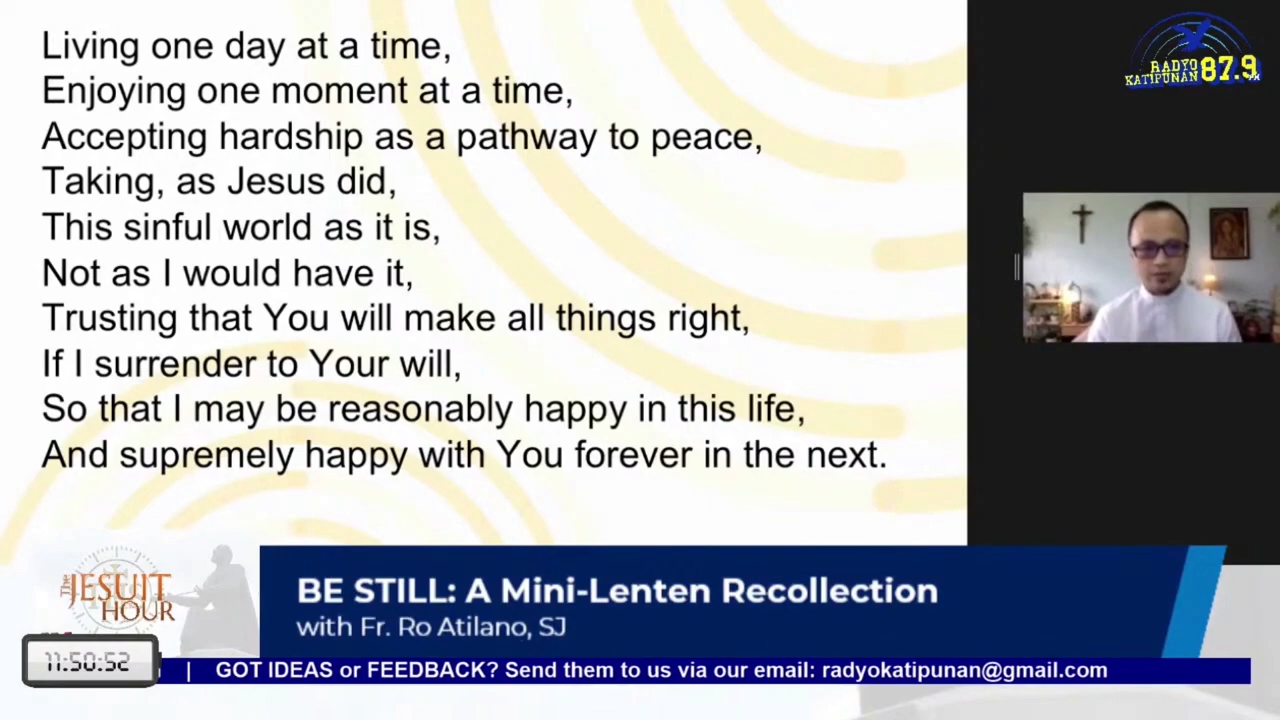 Living one day at a time,
Enjoying one moment at a time,
Accepting hardship as a pathway to peace,
Taking, as Jesus did,
This sinful world as it is,
Not as I would have it,
Trusting that You will make all things right,
If I surrender to Your will,
So that I may be reasonably happy in this life,
And supremely happy with You forever in the next.
RADYO
KATIPUNAN 87.9
The
JESUIT
HOUR
BE STILL: A Mini-Lenten Recollection
with Fr. Ro Atilano, SJ
11:50:52
| GOT IDEAS or FEEDBACK? Send them to us via our email: radyokatipunan@gmail.com